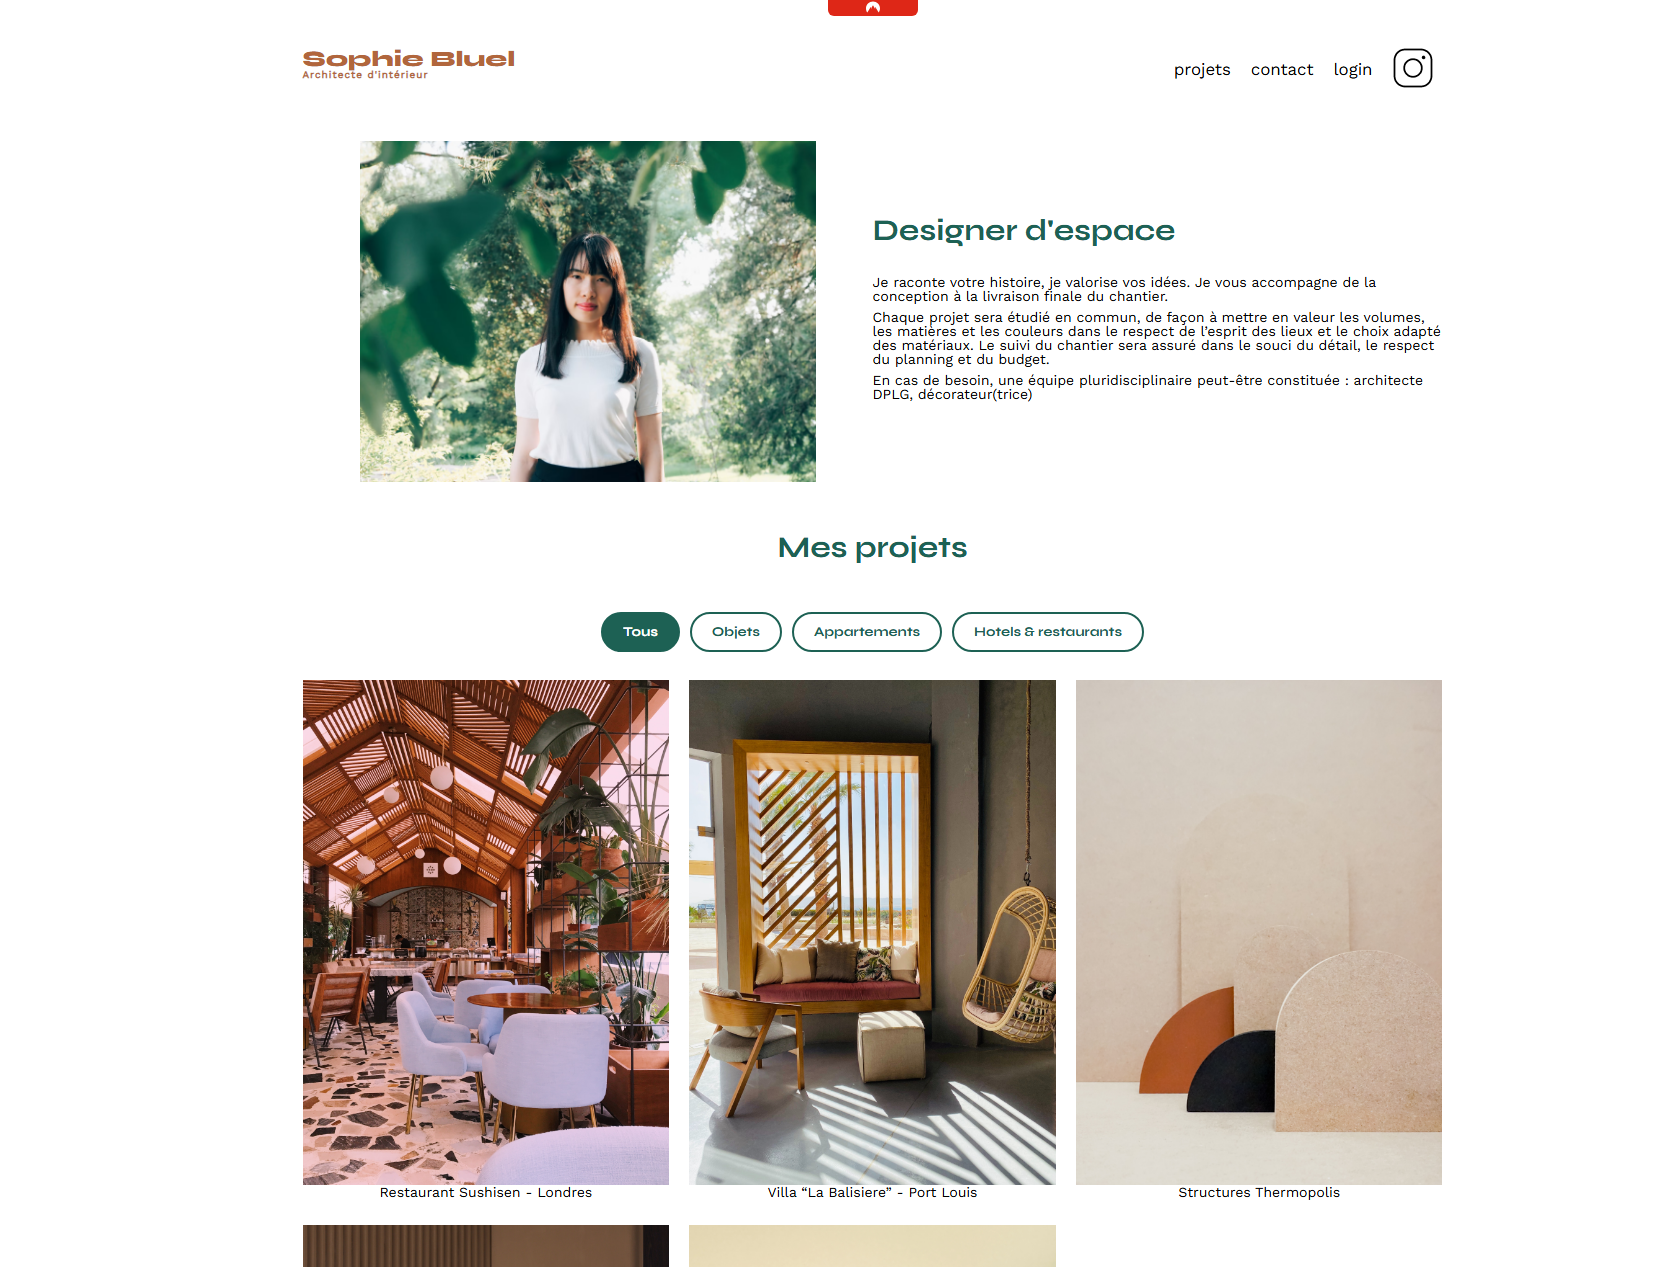 Sophie Bluel
Architecte d'intérieur
projets contact login
Designer d'espace
Je raconte votre histoire, je valorise vos idées. Je vous accompagne de la
conception à la livraison finale du chantier.
Chaque projet sera étudié en commun, de façon à mettre en valeur les volumes,
les matières et les couleurs dans le respect de l’esprit des lieux et le choix adapté
des matériaux. Le suivi du chantier sera assuré dans le souci du détail, le respect
du planning et du budget.
En cas de besoin, une équipe pluridisciplinaire peut-être constituée : architecte
DPLG, décorateur(trice)
Mes projets
Tous Objets Appartements Hotels & restaurants
Restaurant Sushisen - Londres
Villa “La Balisiere” - Port Louis
Structures Thermopolis